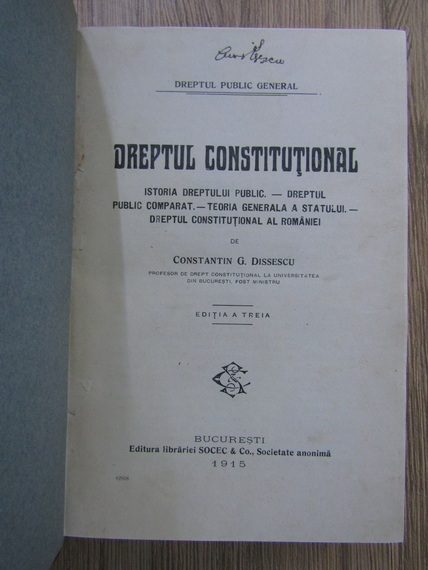 DREPTUL PUBLIC GENERAL
DREPTUL CONSTITUŢIONAL
ISTORIA DREPTULUI PUBLIC. — DREPTUL
PUBLIC COMPARAT. — TEORIA GENERALA A STATULUI. —
DREPTUL CONSTITUŢIONAL AL ROMÂNIEI
DE
CONSTANTIN G. DISSESCU
PROFESOR DE DREPT CONSTITUŢIONAL LA UNIVERSITATEA
DIN BUCUREŞTI, FOST MINISTRU
EDIŢIA A TREIA
BUCUREŞTI
Editura librăriei SOCEC & Co., Societate anonimă
1915